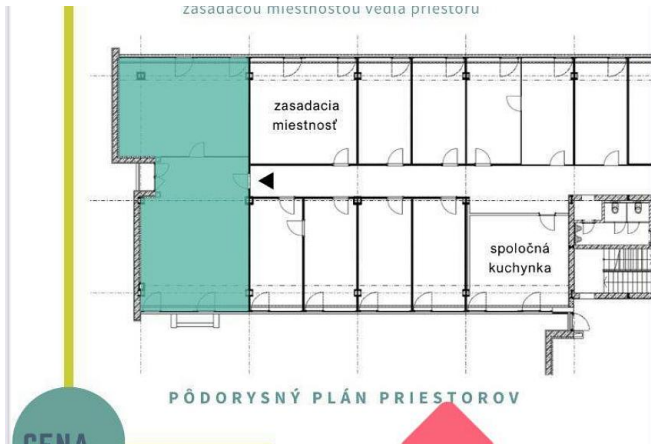 zasadacou miestnosťou vedľa priestoru
zasadacia
miestnosť
spoločná
kuchynka
PÔDORYSNÝ PLÁN PRIESTOROV
CENA